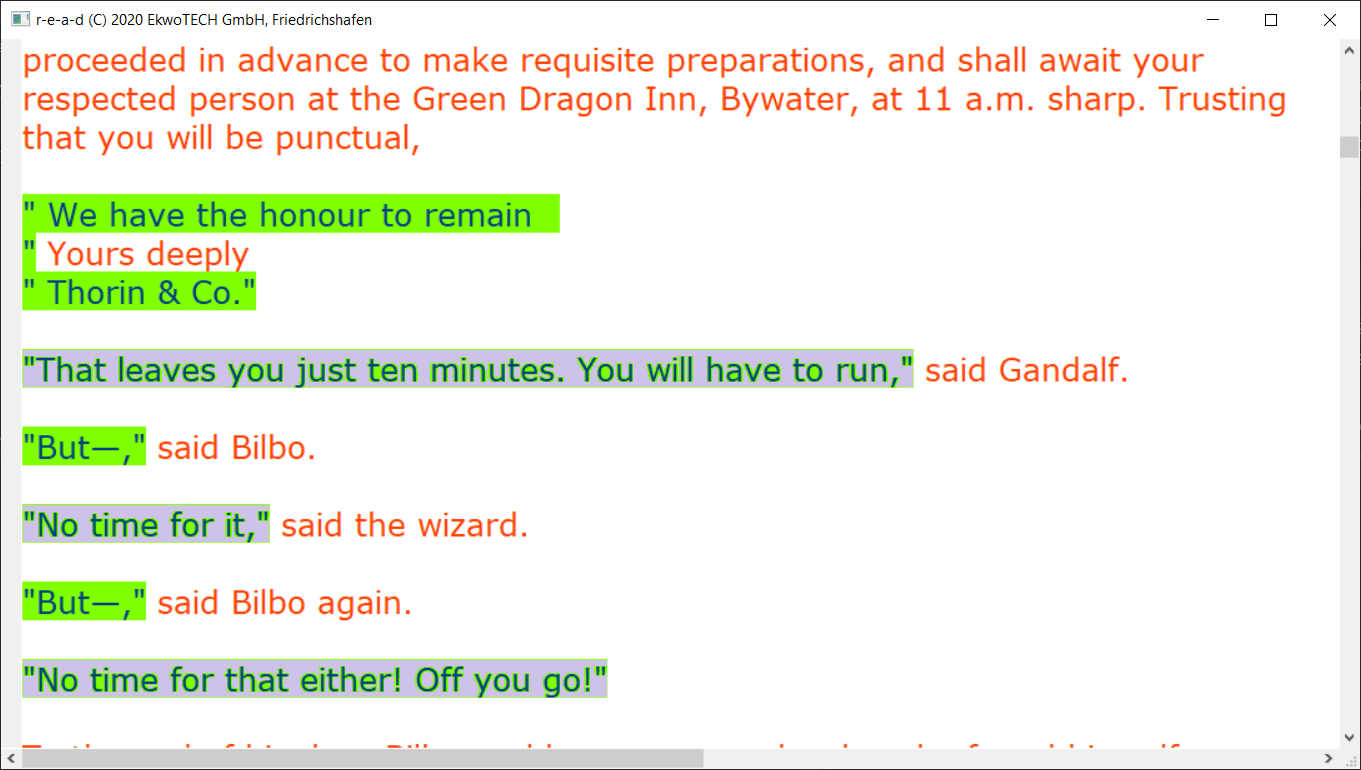 r-e-a-d (C) 2020 EkwoTECH GmbH, Friedrichshafen
proceeded in advance to make requisite preparations, and shall await your
respected person at the Green Dragon Inn, Bywater, at 11 a.m. sharp. Trusting
that you will be punctual,
" We have the honour to remain
" Yours deeply
" Thorin & Co."
"That leaves you just ten minutes. You will have to run," said Gandalf.
"But—," said Bilbo.
"No time for it," said the wizard.
"But—," said Bilbo again.
"No time for that either! Off you go!"